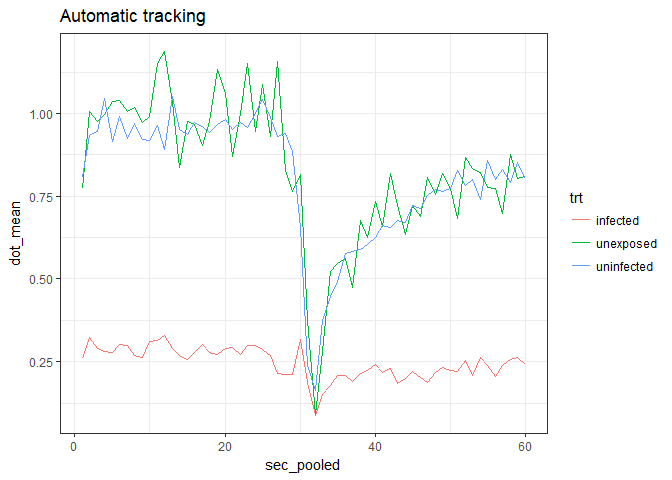 Automatic tracking
dot_mean
1.00
0.75
0.50
0.25
0
20
40
60
sec_pooled
trt
infected
unexposed
uninfected